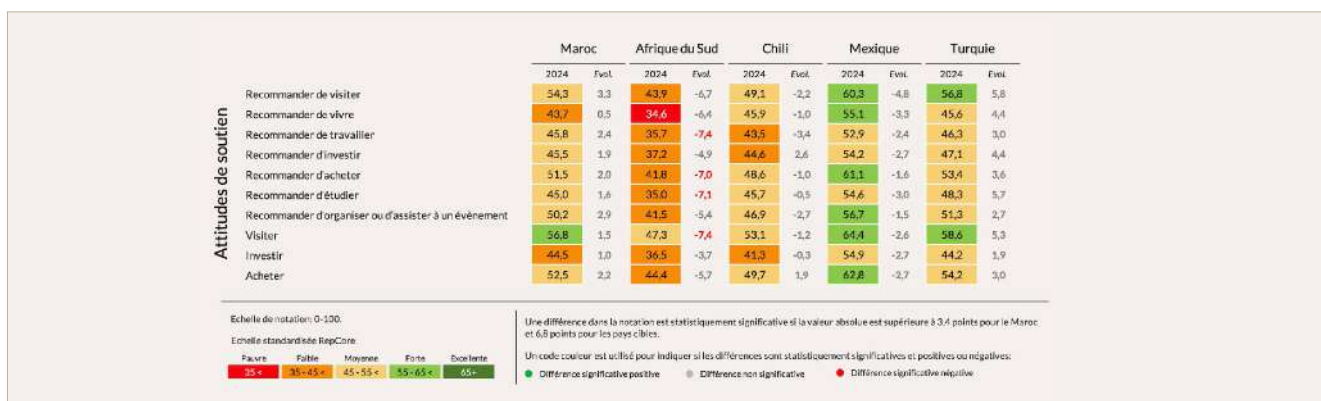 Maroc Afrique du Sud Chili Mexique Turquie
2024 Evol. 2024 Evol. 2024 Evol. 2024 Evol. 2024 Evol.
Attitudes de soutien
Recommander de visiter 54,3 3,3 43,9 -6,7 49,1 -2,2 60,3 -4,8 56,8 5,8
Recommander de vivre 43,7 0,5 34,6 -6,4 45,9 -1,0 55,1 -3,3 45,6 4,4
Recommander de travailler 45,8 2,4 35,7 -7,4 43,5 -3,4 52,9 -2,4 46,3 3,0
Recommander d'investir 45,5 1,9 37,2 -4,9 44,6 2,6 54,2 -2,7 47,1 4,4
Recommander d'acheter 51,5 2,0 41,8 -7,0 48,6 -1,0 61,1 -1,6 53,4 3,6
Recommander d'étudier 45,0 1,6 35,0 -7,1 45,7 -0,5 54,6 -3,0 48,3 5,7
Recommander d'organiser ou d'assister à un évènement 50,2 2,9 41,5 -5,4 46,9 -2,7 56,7 -1,5 51,3 2,7
Visiter 56,8 1,5 47,3 -7,4 53,1 -1,2 64,4 -2,6 58,6 5,3
Investir 44,5 1,0 36,5 -3,7 41,3 -0,3 54,9 -2,7 44,2 1,9
Acheter 52,5 2,2 44,4 -5,7 49,7 1,9 62,8 -2,7 54,2 3,0
Echelle de notation: 0-100.
Echelle standardisée RepCore
Pauvre Faible Moyenne Forte Excellente
35 < 35 - 45 < 45 - 55 < 55 - 65 < 65+
Une différence dans la notation est statistiquement significative si la valeur absolue est supérieure à 3,4 points pour le Maroc
et 6,8 points pour les pays cibles.
Un code couleur est utilisé pour indiquer si les différences sont statistiquement significatives et positives ou négatives:
Différence significative positive Différence non significative Différence significative négative